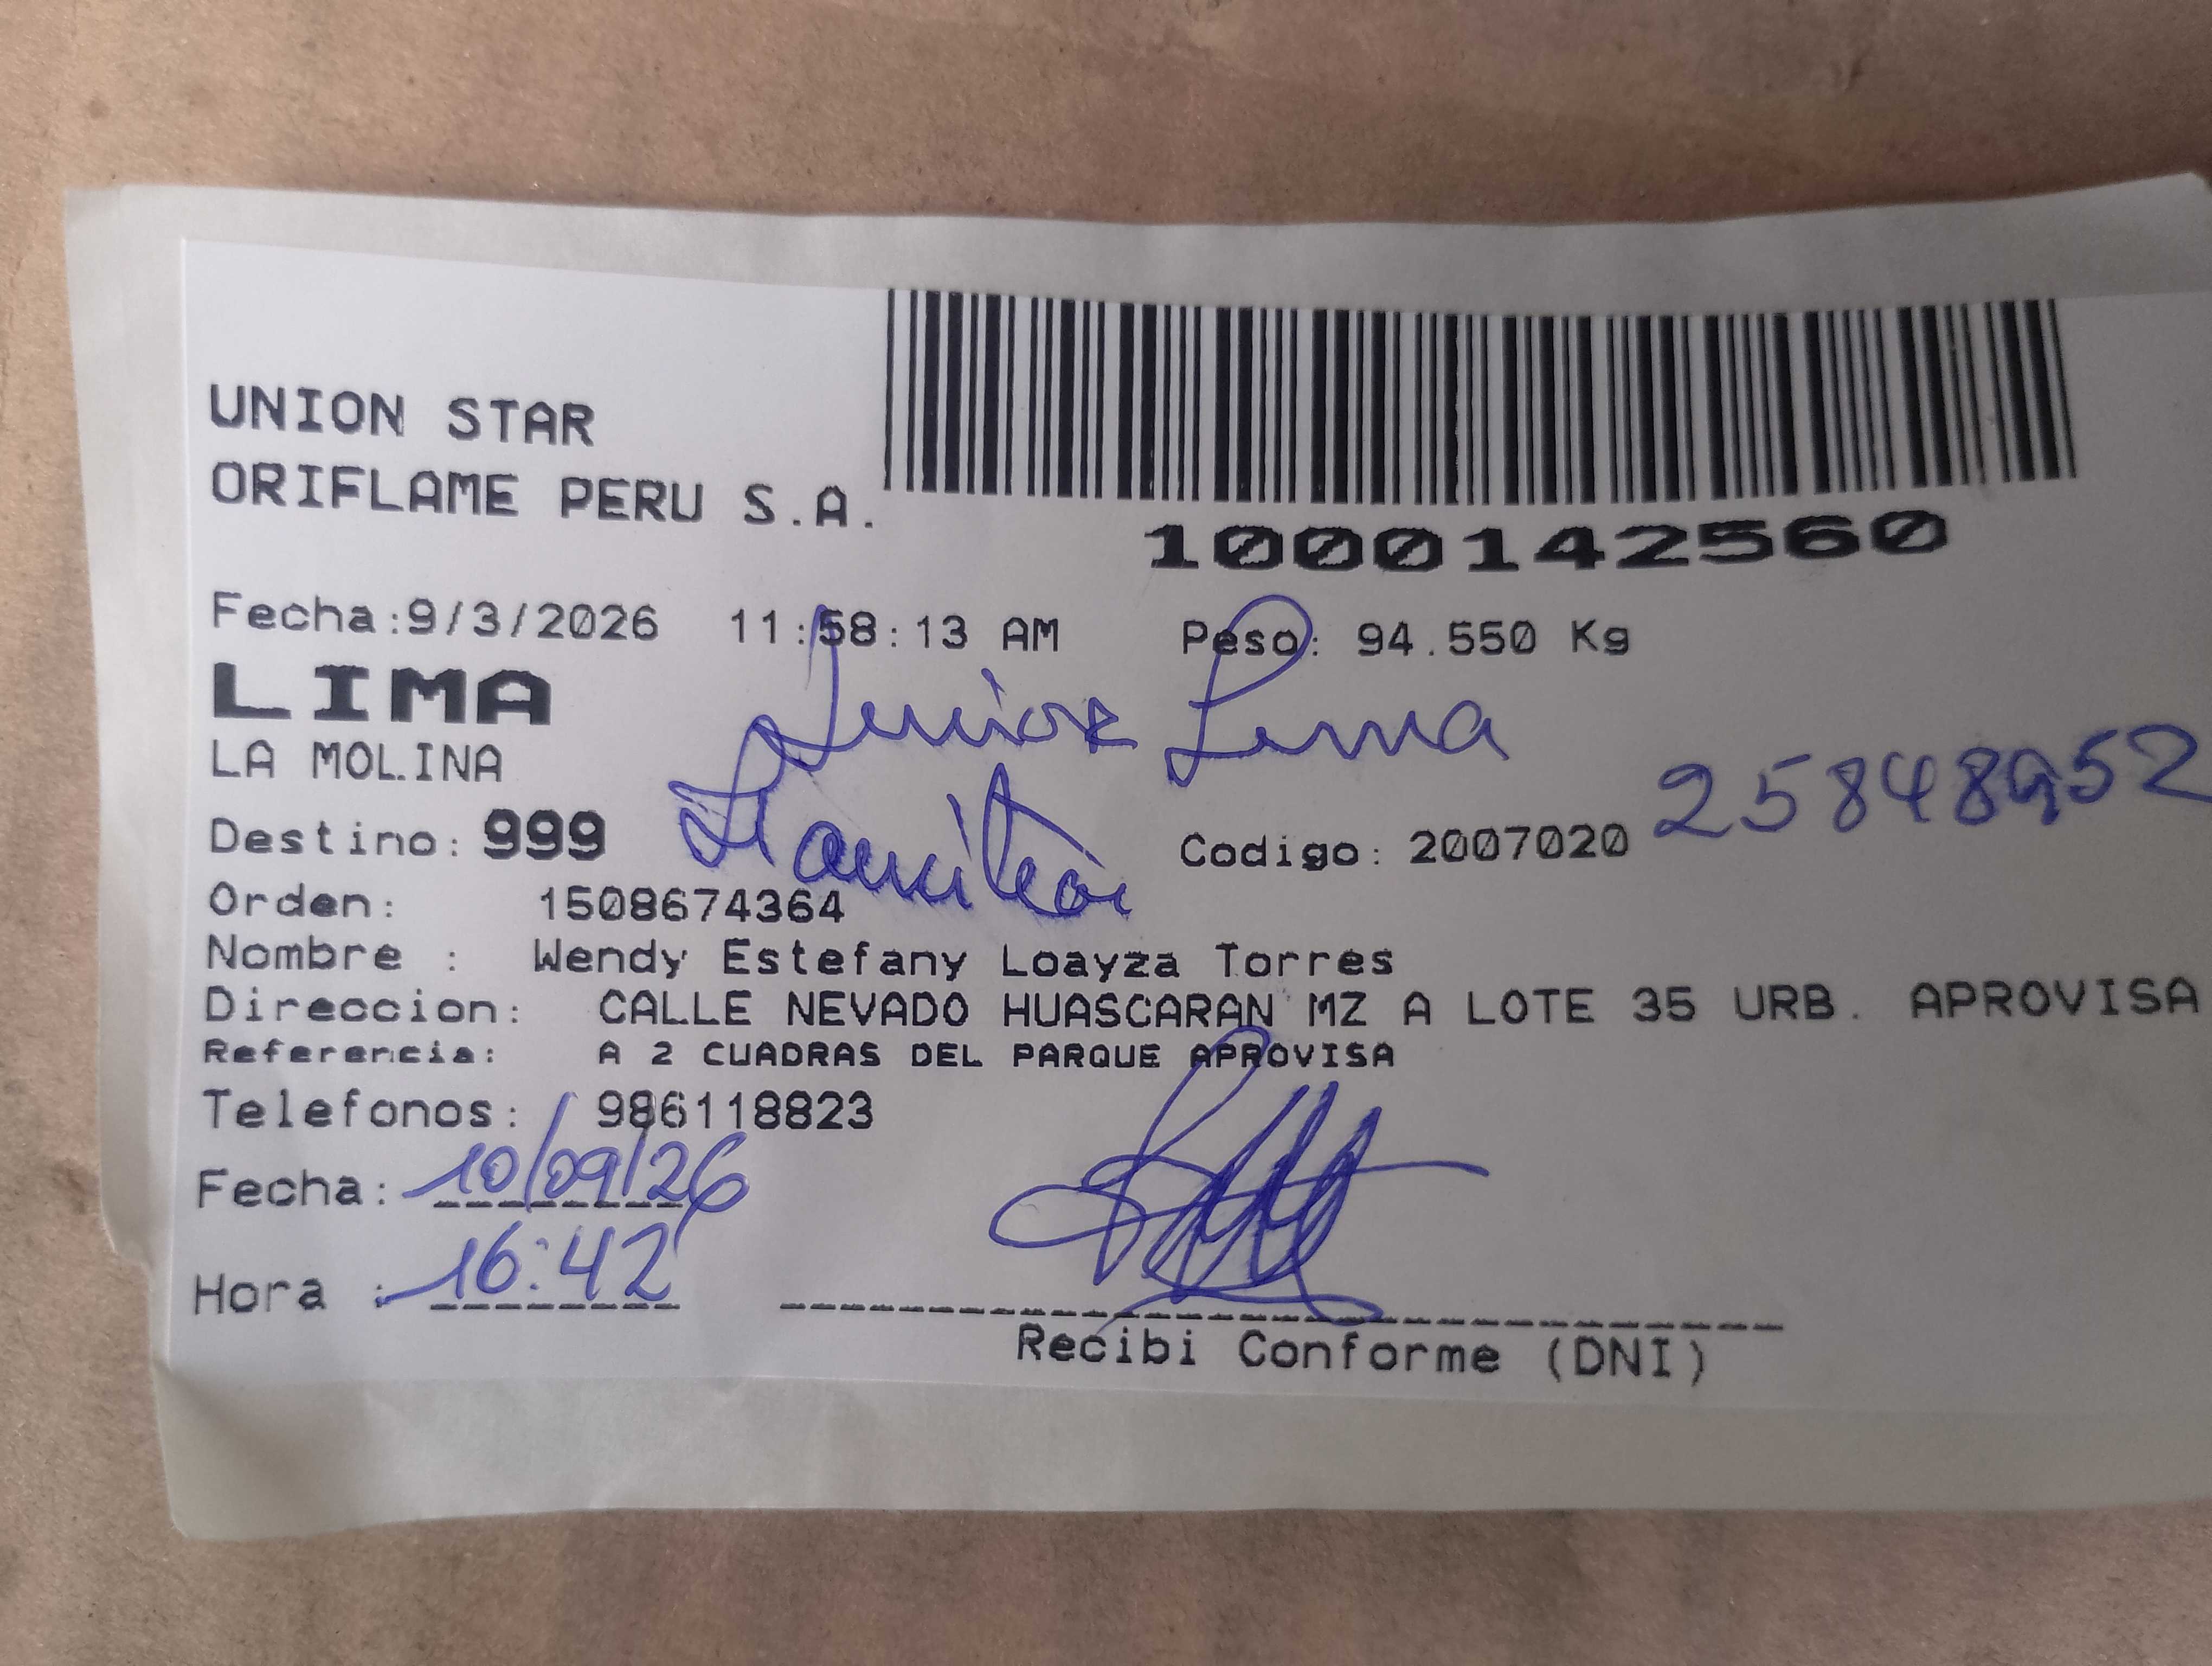 UNION STAR
ORIFLAME PERU S.A.
1000142560
Fecha:9/3/2026 11:58:13 AM Peso: 94.550 Kg
LIMA
Junior Lema
LA MOLINA
25848952
Destino: 999 Codigo: 2007020
Orden: 1508674364
Nombre : Wendy Estefany Loayza Torres
Direccion: CALLE NEVADO HUASCARAN MZ A LOTE 35 URB. APROVISA
Referencia: A 2 CUADRAS DEL PARQUE APROVISA
Telefonos: 986118823
Fecha: 10/09/26
Hora : 16:42
Recibi Conforme (DNI)